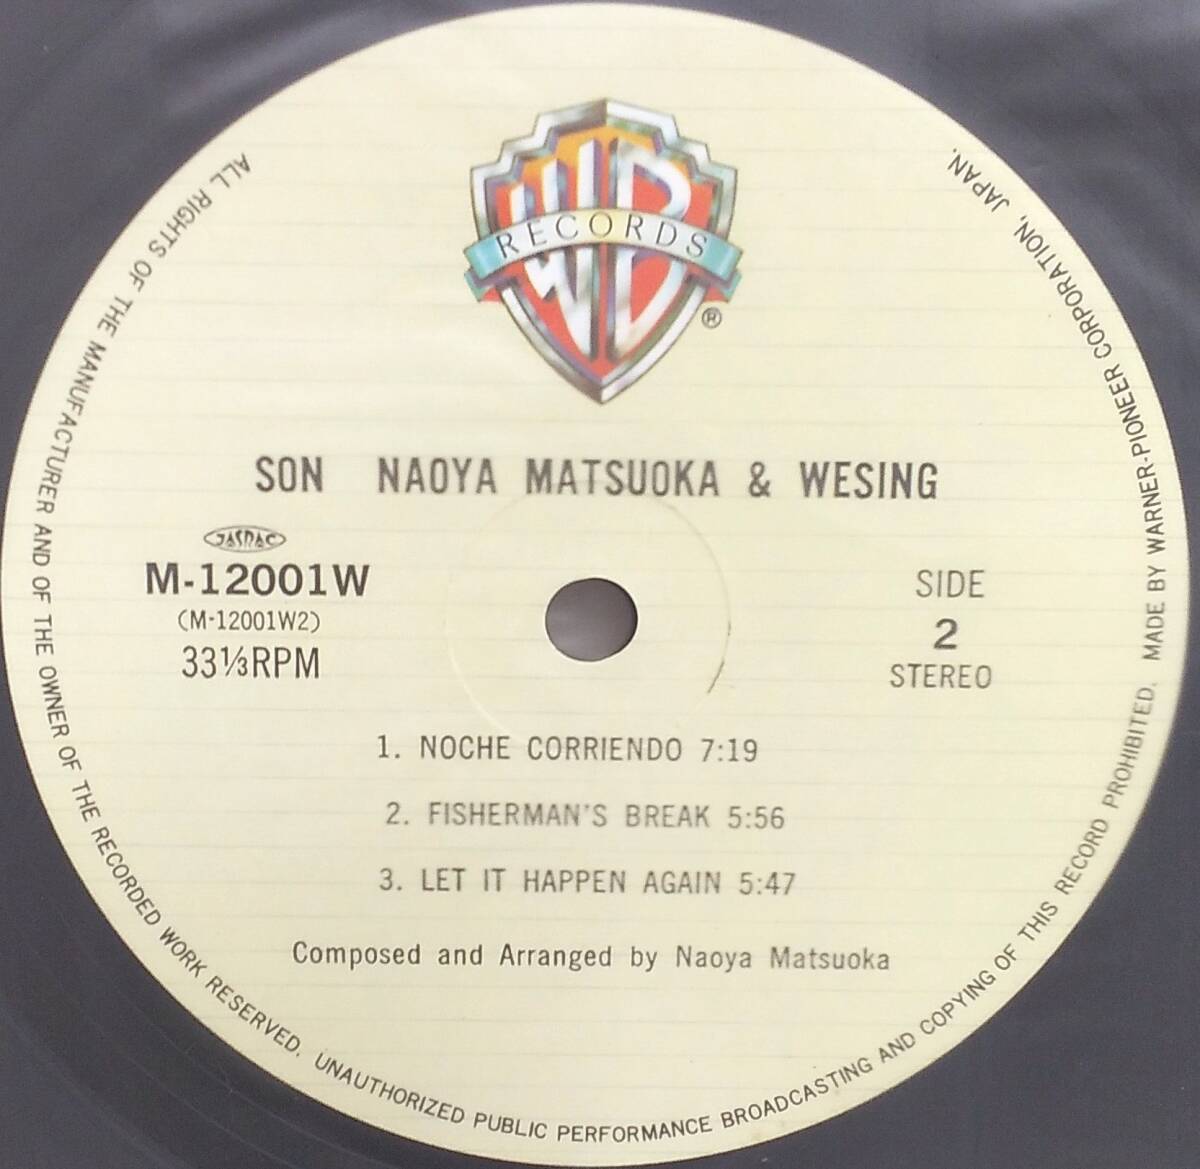 WB
RECORDS
®
SON NAOYA MATSUOKA & WESING
JASRAC
M-12001W
(M-12001W2)
33⅓RPM
SIDE
2
STEREO
1. NOCHE CORRIENDO 7:19
2. FISHERMAN'S BREAK 5:56
3. LET IT HAPPEN AGAIN 5:47
Composed and Arranged by Naoya Matsuoka
ALL RIGHTS OF THE MANUFACTURER AND OF THE OWNER OF THE RECORDED WORK RESERVED. UNAUTHORIZED PUBLIC PERFORMANCE BROADCASTING AND COPYING OF THIS RECORD PROHIBITED. MADE BY WARNER-PIONEER CORPORATION, JAPAN.